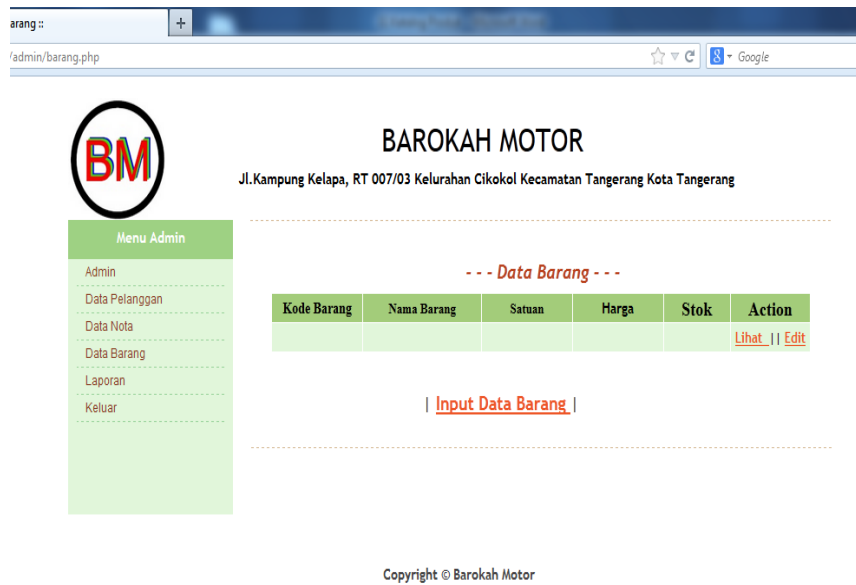 arang ::
+
/admin/barang.php
8 Google
BM
BAROKAH MOTOR
Jl.Kampung Kelapa, RT 007/03 Kelurahan Cikokol Kecamatan Tangerang Kota Tangerang
Menu Admin
Admin
Data Pelanggan
Data Nota
Data Barang
Laporan
Keluar
- - - Data Barang - - -
Kode Barang Nama Barang Satuan Harga Stok Action
Lihat || Edit
| Input Data Barang |
Copyright © Barokah Motor